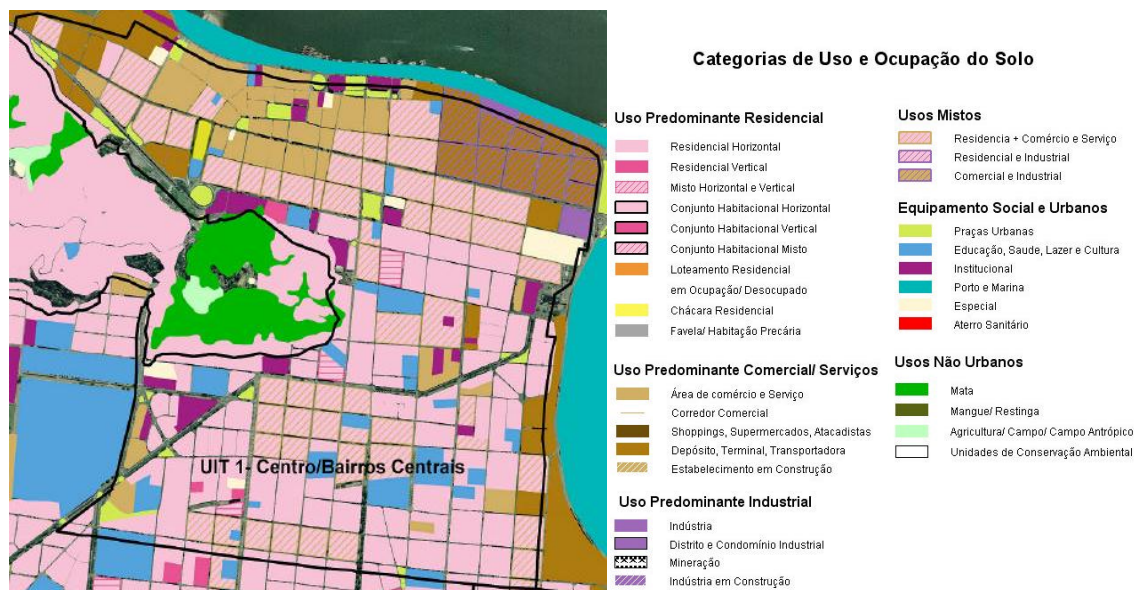 Categorias de Uso e Ocupação do Solo
Uso Predominante Residencial
Residencial Horizontal
Residencial Vertical
Misto Horizontal e Vertical
Conjunto Habitacional Horizontal
Conjunto Habitacional Vertical
Conjunto Habitacional Misto
Loteamento Residencial
em Ocupação/ Desocupado
Chácara Residencial
Favela/ Habitação Precária
Uso Predominante Comercial/ Serviços
Área de comércio e Serviço
Corredor Comercial
Shoppings, Supermercados, Atacadistas
Depósito, Terminal, Transportadora
Estabelecimento em Construção
Uso Predominante Industrial
Indústria
Distrito e Condomínio Industrial
Mineração
Indústria em Construção
Usos Mistos
Residencia + Comércio e Serviço
Residencial e Industrial
Comercial e Industrial
Equipamento Social e Urbanos
Praças Urbanas
Educação, Saude, Lazer e Cultura
Institucional
Porto e Marina
Especial
Aterro Sanitário
Usos Não Urbanos
Mata
Mangue/ Restinga
Agricultura/ Campo/ Campo Antrópico
Unidades de Conservação Ambiental
UIT 1- Centro/Bairros Centrais